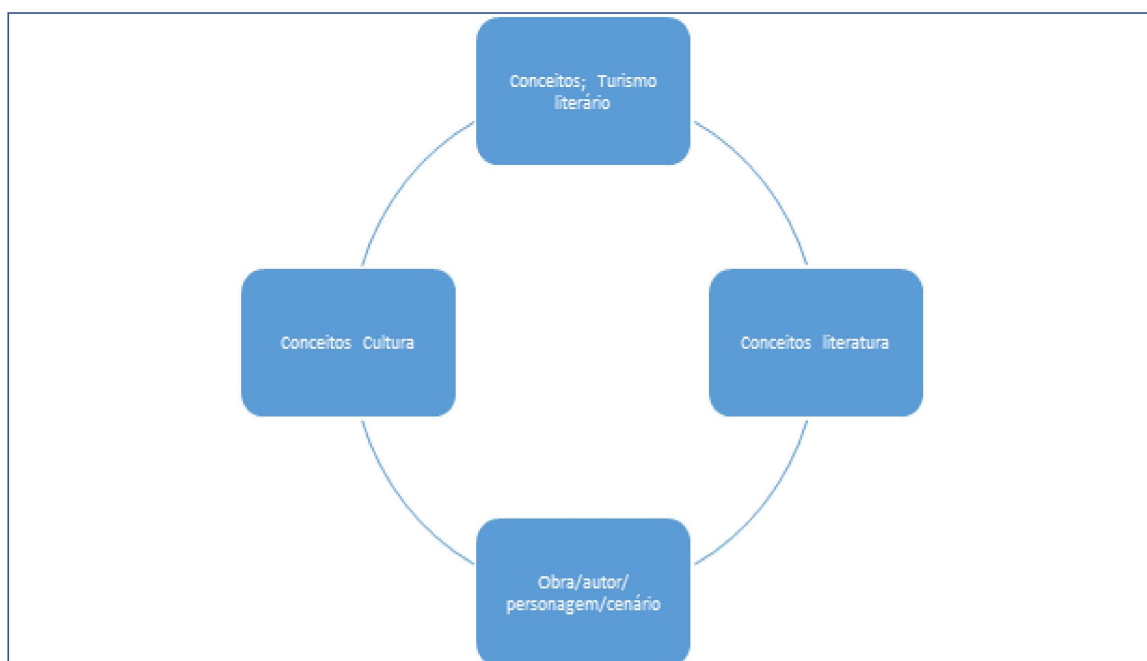 Conceitos; Turismo
literário
Conceitos Cultura
Conceitos literatura
Obra/autor/
personagem/cenário